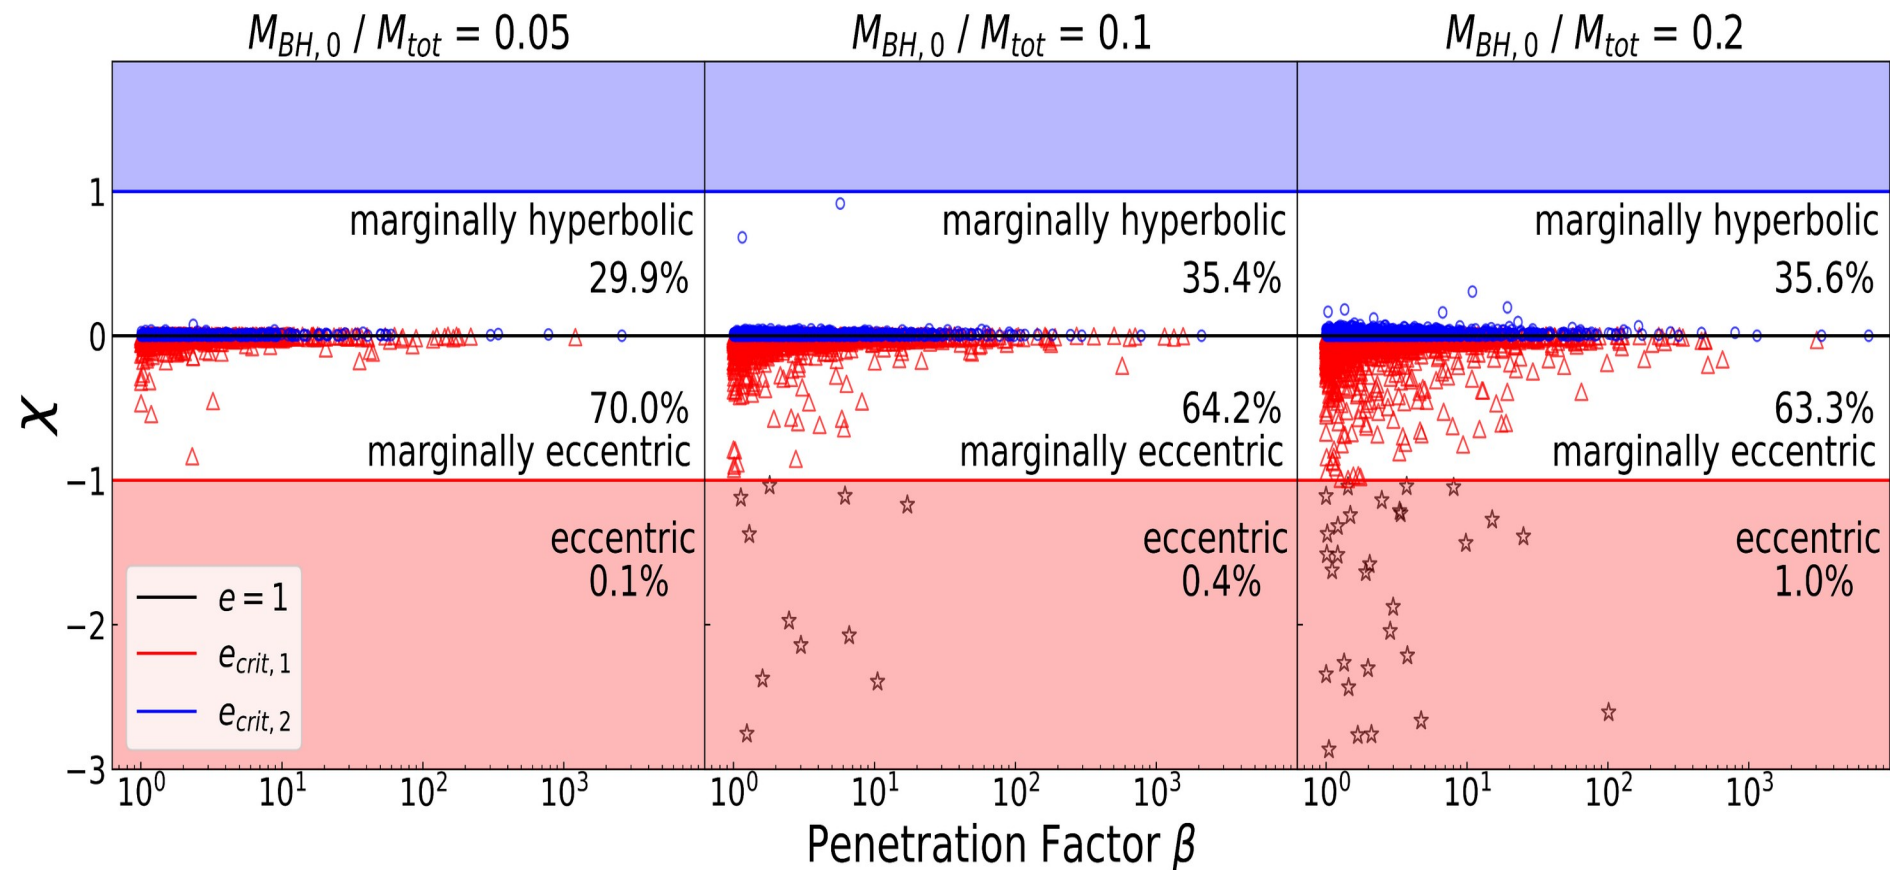 M_{BH, 0} / M_{tot} = 0.05
M_{BH, 0} / M_{tot} = 0.1
M_{BH, 0} / M_{tot} = 0.2
χ
1
0
−1
−2
−3
marginally hyperbolic
29.9%
70.0%
marginally eccentric
eccentric
0.1%
e = 1
e_{crit, 1}
e_{crit, 2}
marginally hyperbolic
35.4%
64.2%
marginally eccentric
eccentric
0.4%
marginally hyperbolic
35.6%
63.3%
marginally eccentric
eccentric
1.0%
10^0 10^1 10^2 10^3
10^0 10^1 10^2 10^3
10^0 10^1 10^2 10^3
Penetration Factor β